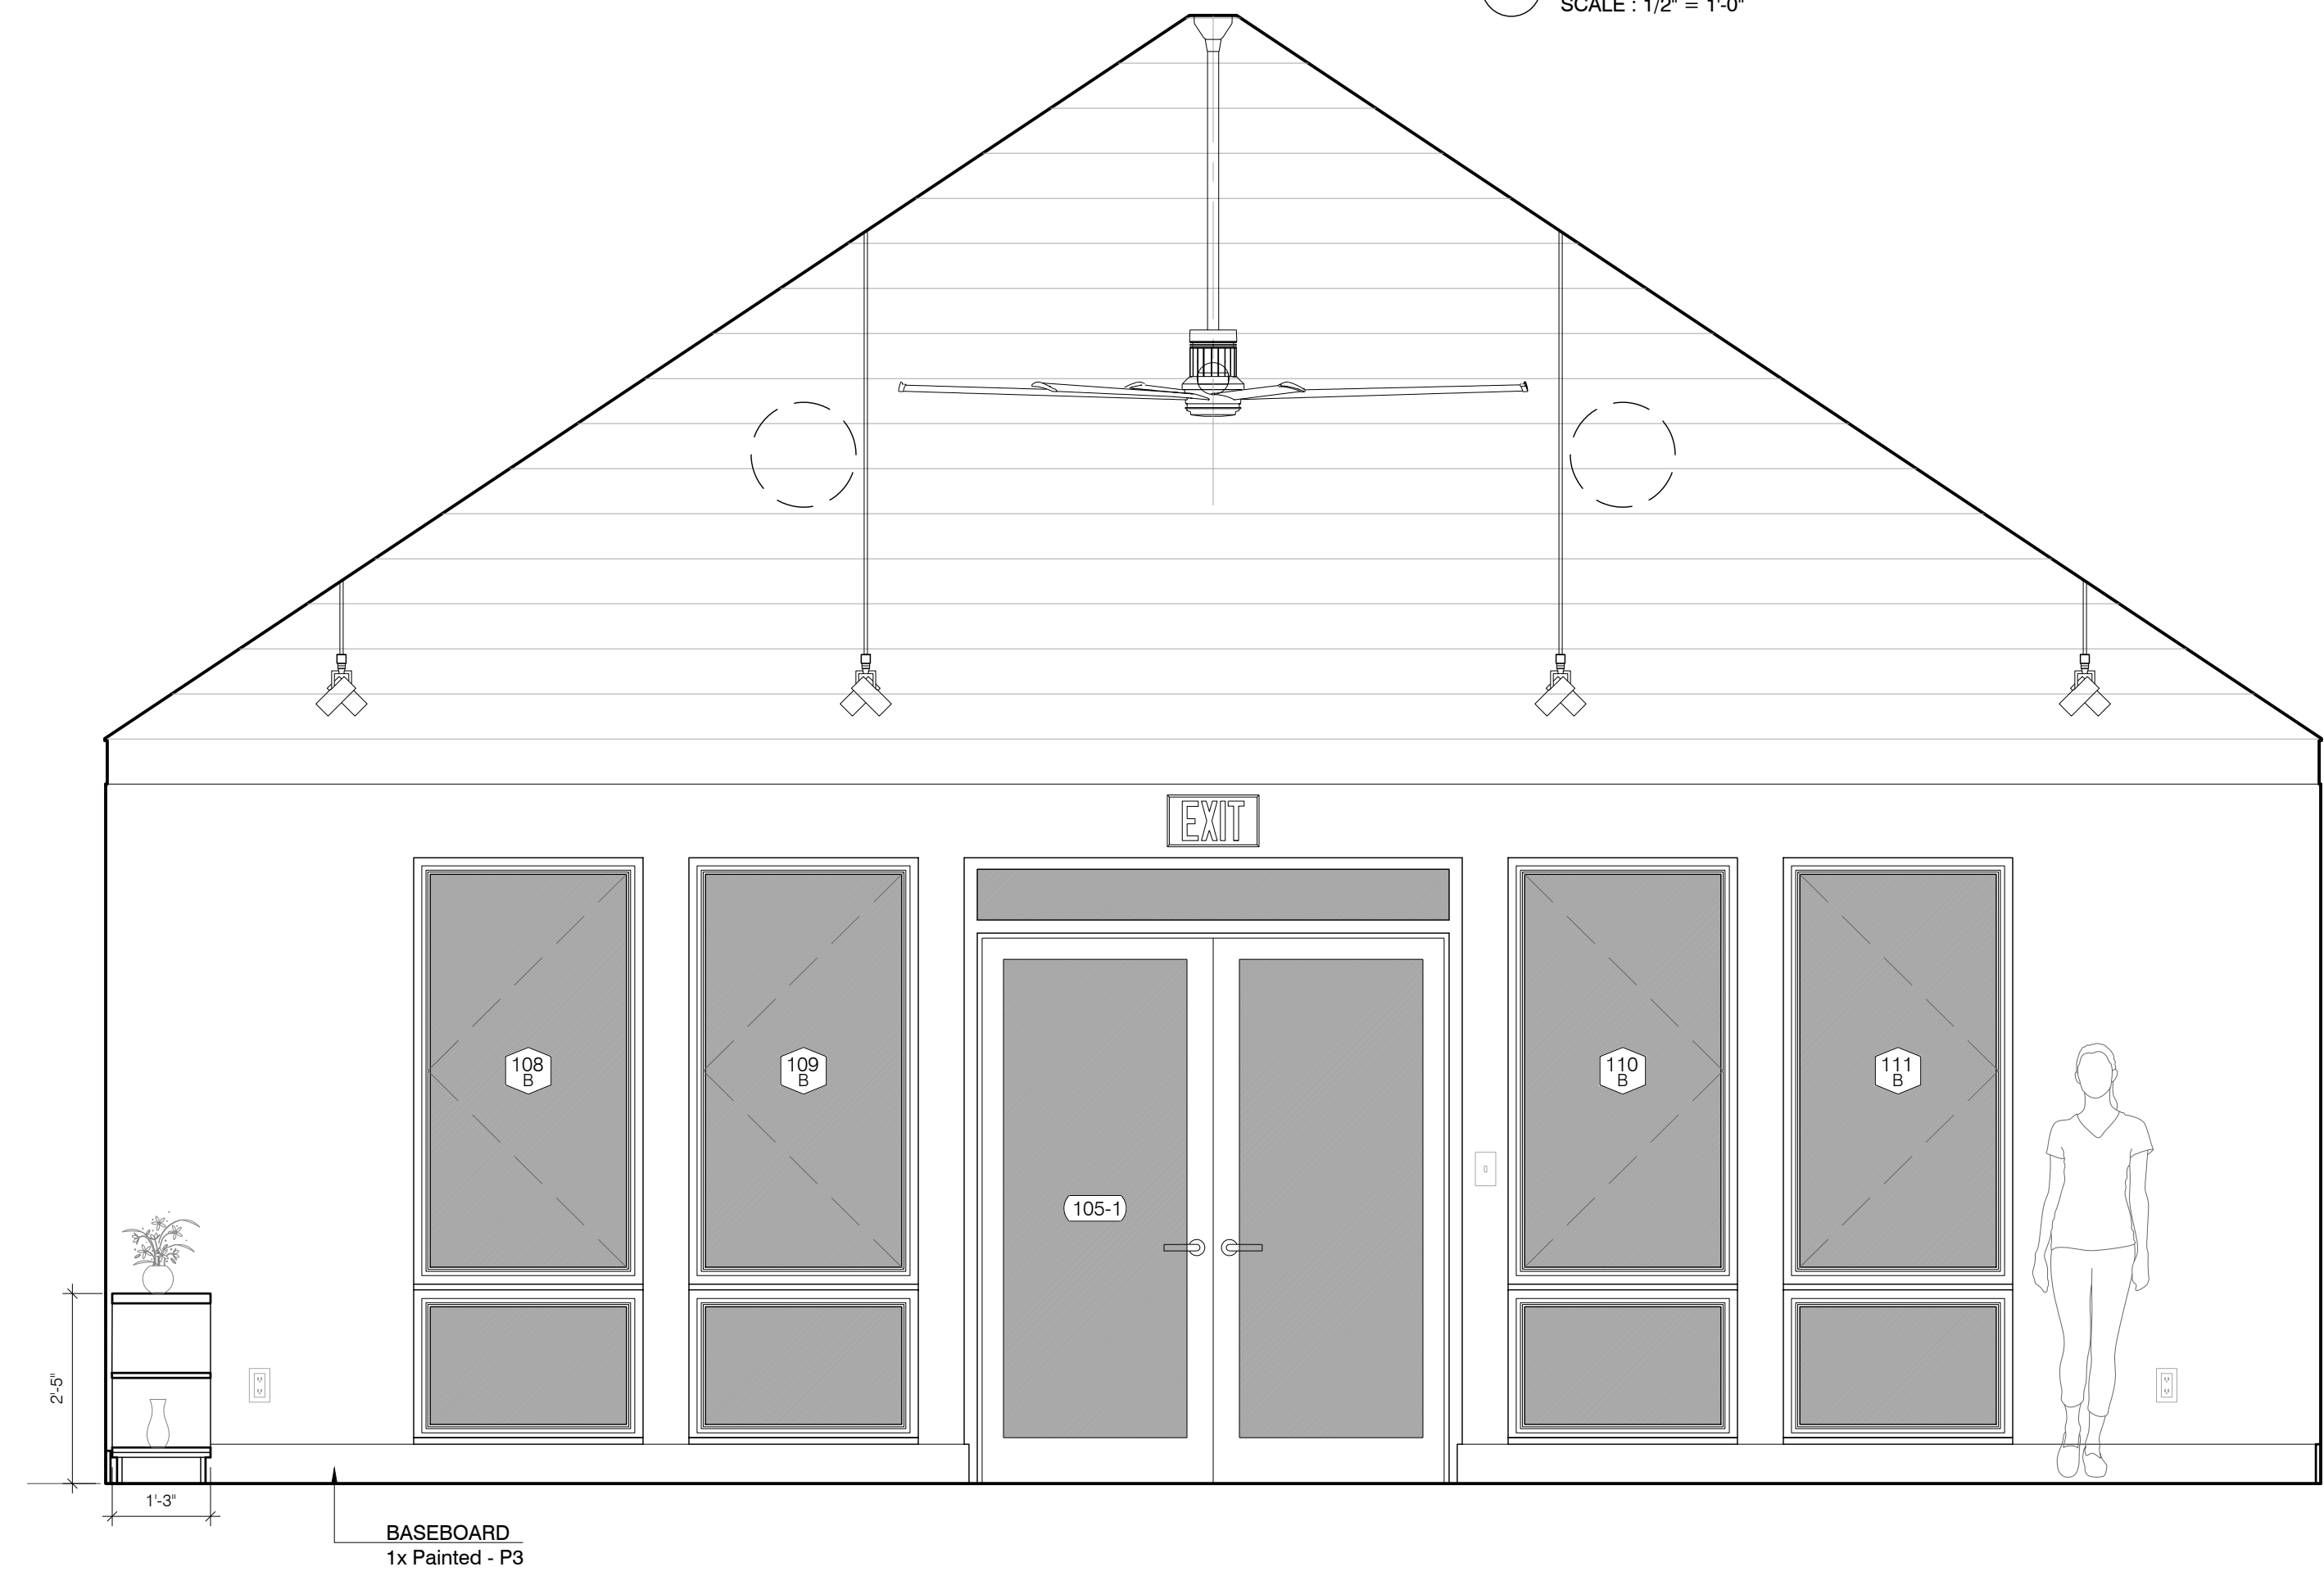 SCALE : 1/2" = 1'-0"
EXIT
108
B
109
B
110
B
111
B
105-1
2'-5"
1'-3"
BASEBOARD
1x Painted - P3